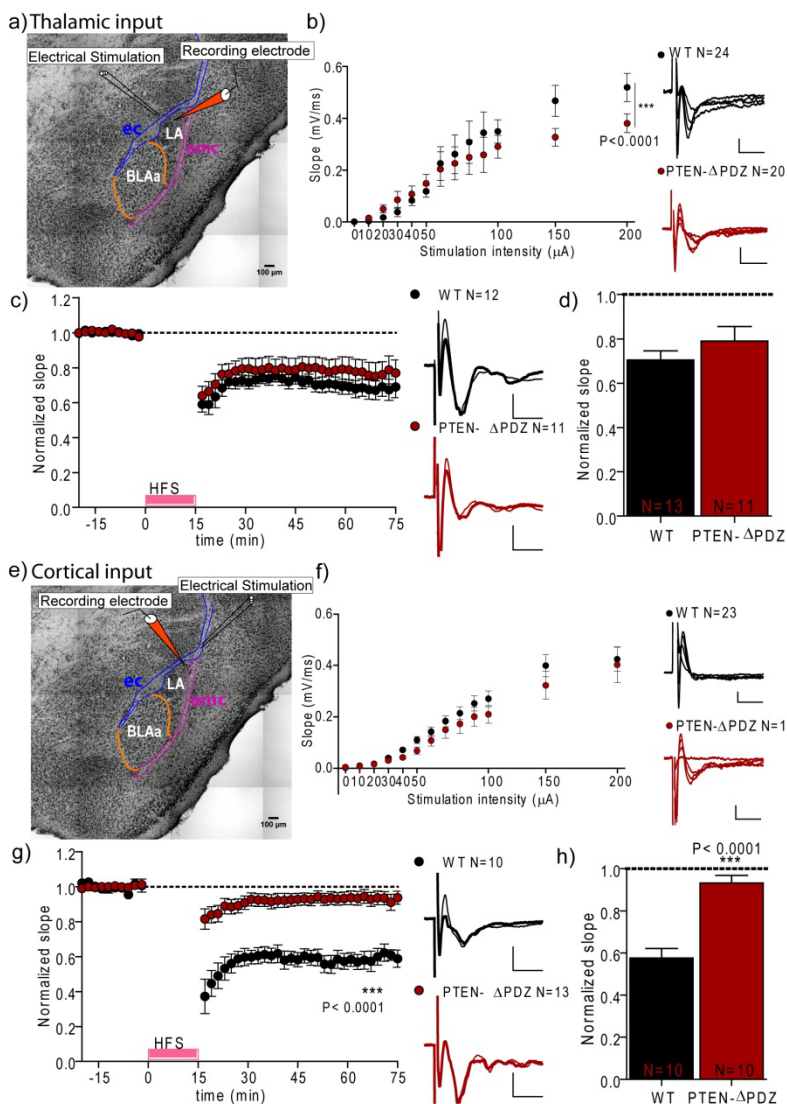 a) Thalamic input
Electrical Stimulation
Recording electrode
ec
LA
amc
BLAa
100 µm
b)
Slope (mV/ms)
0.6
0.4
0.2
0.0
0 10 20 30 40 50
100
150
200
Stimulation intensity (µA)
***
P<0.0001
WT N=24
PTEN-ΔPDZ N=20
c)
Normalized slope
1.2
1.0
0.8
0.6
0.4
0.2
0.0
HFS
-15 0 15 30 45 60 75
time (min)
WT N=12
PTEN- ΔPDZ N=11
d)
Normalized slope
1.0
0.8
0.6
0.4
0.2
0.0
N=13
N=11
WT PTEN-ΔPDZ
e) Cortical input
Recording electrode
Electrical Stimulation
ec
LA
amc
BLAa
100 µm
f)
Slope (mV/ms)
0.6
0.4
0.2
0.0
0 10 20 30 40 50
100
150
200
Stimulation intensity (µA)
WT N=23
PTEN-ΔPDZ N=1
g)
Normalized slope
1.2
1.0
0.8
0.6
0.4
0.2
0.0
HFS
***
P< 0.0001
-15 0 15 30 45 60 75
time (min)
WT N=10
PTEN- ΔPDZ N=13
h)
P< 0.0001
***
Normalized slope
1.0
0.8
0.6
0.4
0.2
0.0
N=10
N=10
WT PTEN-ΔPDZ